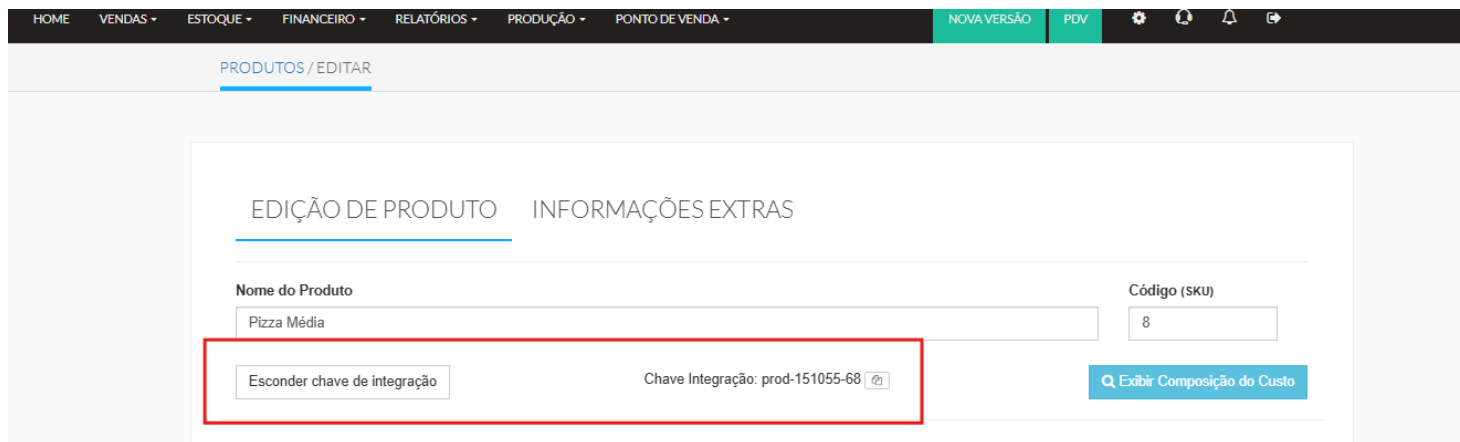 HOME VENDAS ESTOQUE FINANCEIRO RELATÓRIOS PRODUÇÃO PONTO DE VENDA NOVA VERSÃO PDV
PRODUTOS / EDITAR
EDIÇÃO DE PRODUTO INFORMAÇÕES EXTRAS
Nome do Produto Código (SKU)
Pizza Média 8
Esconder chave de integração Chave Integração: prod-151055-68 Exibir Composição do Custo